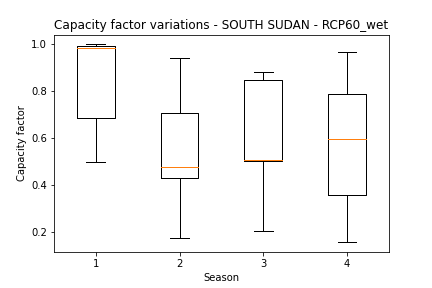 Capacity factor variations - SOUTH SUDAN - RCP60_wet
1.0
0.8
0.6
0.4
0.2
Capacity factor
1 2 3 4
Season